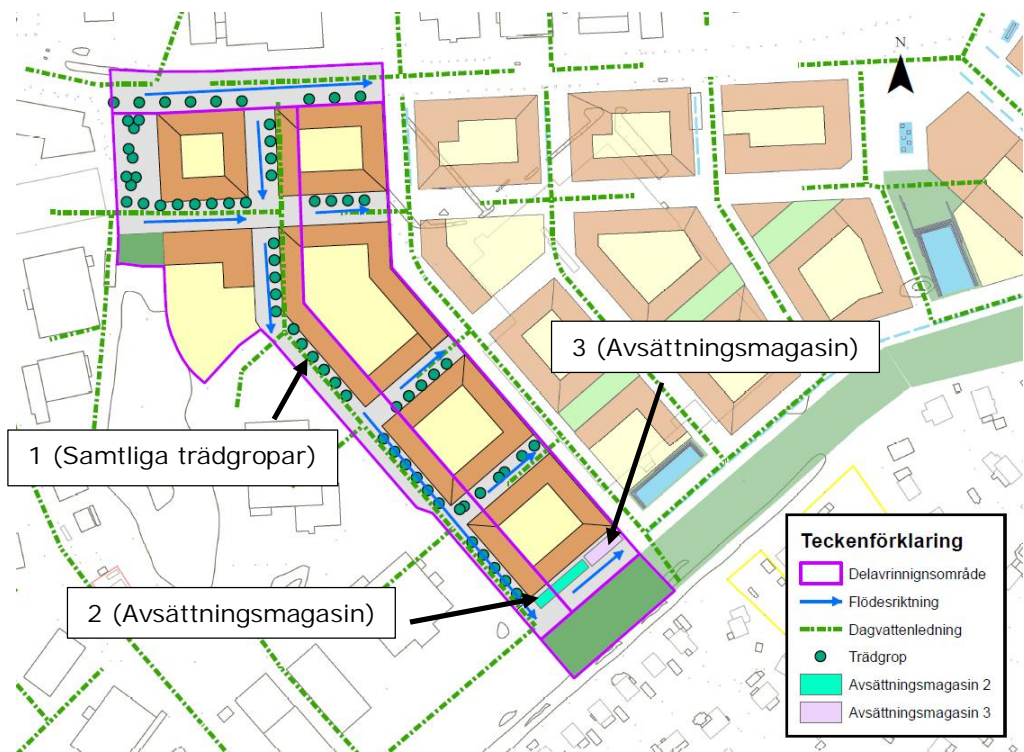 N
3 (Avsättningsmagasin)
1 (Samtliga trädgropar)
2 (Avsättningsmagasin)
Teckenförklaring
Delavrinnignsområde
Flödesriktning
Dagvattenledning
Trädgrop
Avsättningsmagasin 2
Avsättningsmagasin 3